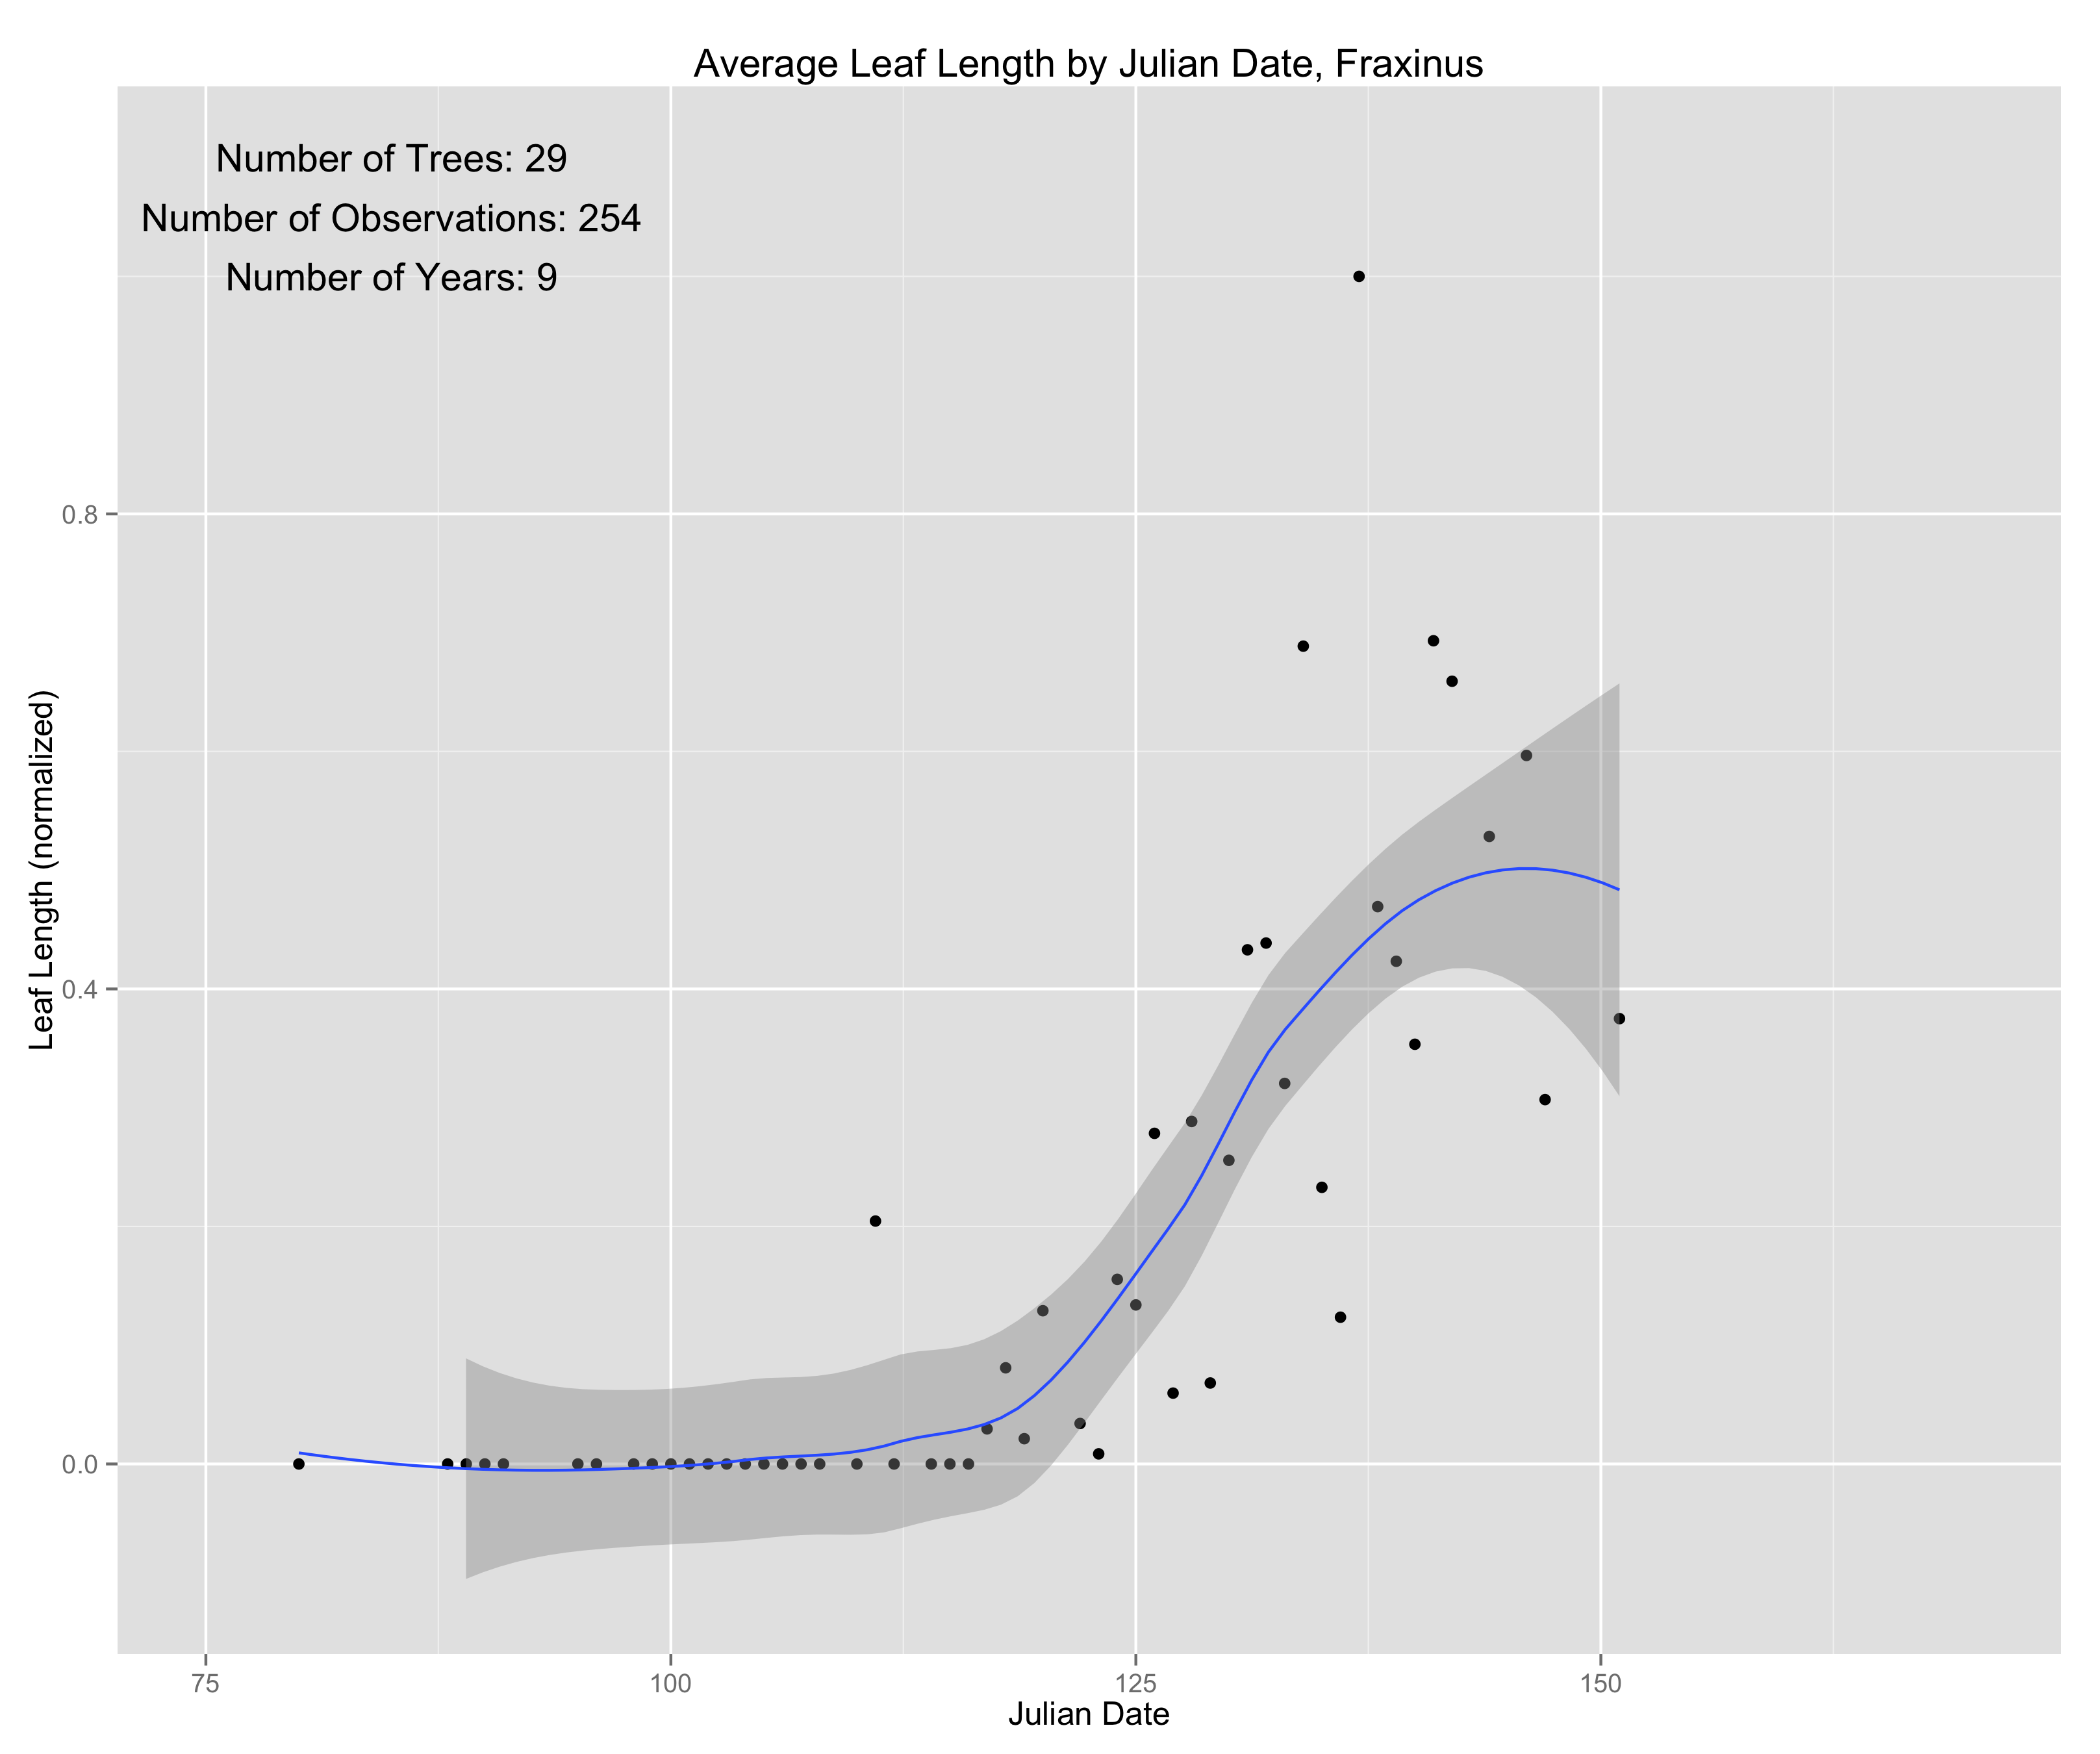 Average Leaf Length by Julian Date, Fraxinus
Number of Trees: 29
Number of Observations: 254
Number of Years: 9
Leaf Length (normalized)
0.8
0.4
0.0
75 100 125 150
Julian Date